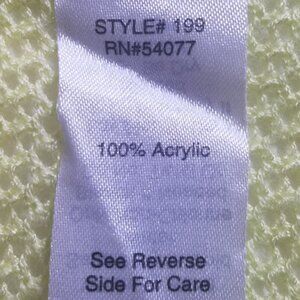 STYLE# 199
RN#54077
100% Acrylic
See Reverse
Side For Care